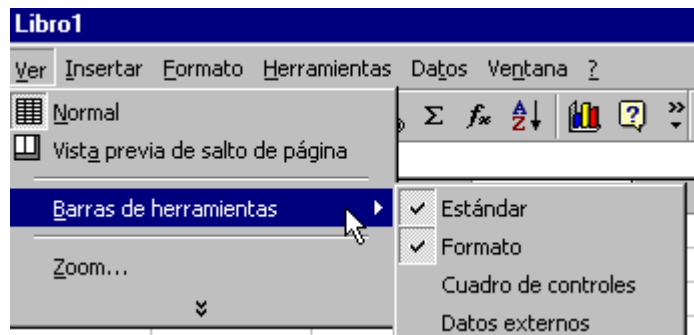 Libro1
Ver Insertar Formato Herramientas Datos Ventana ?
Normal
Vista previa de salto de página
Barras de herramientas
Zoom...
Estándar
Formato
Cuadro de controles
Datos externos